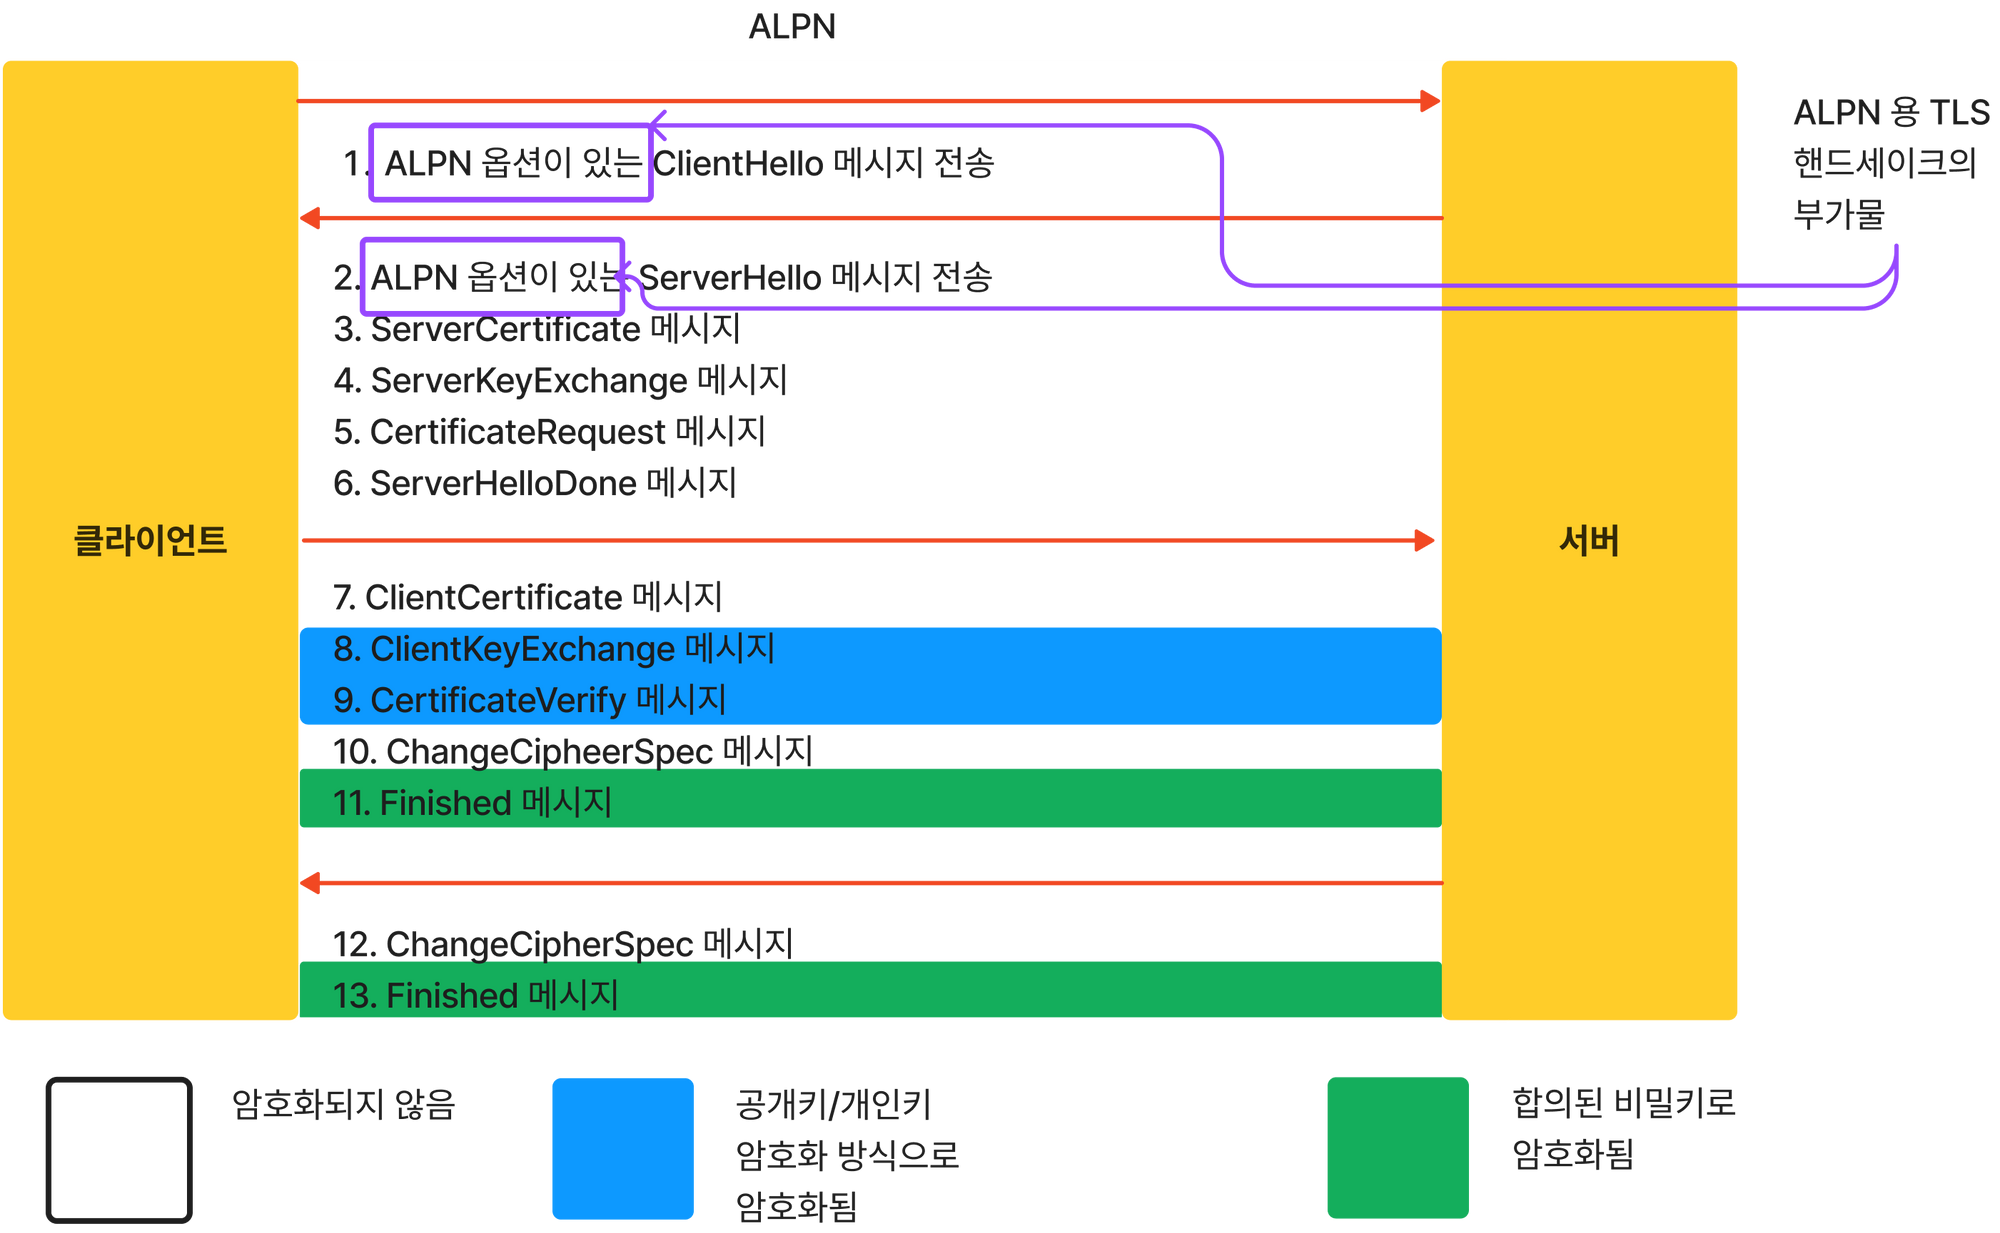 ALPN
클라이언트
서버
1. ALPN 옵션이 있는 ClientHello 메시지 전송
2. ALPN 옵션이 있는 ServerHello 메시지 전송
3. ServerCertificate 메시지
4. ServerKeyExchange 메시지
5. CertificateRequest 메시지
6. ServerHelloDone 메시지
7. ClientCertificate 메시지
8. ClientKeyExchange 메시지
9. CertificateVerify 메시지
10. ChangeCipheerSpec 메시지
11. Finished 메시지
12. ChangeCipherSpec 메시지
13. Finished 메시지
ALPN 용 TLS
핸드세이크의
부가물
암호화되지 않음
공개키/개인키
암호화 방식으로
암호화됨
합의된 비밀키로
암호화됨